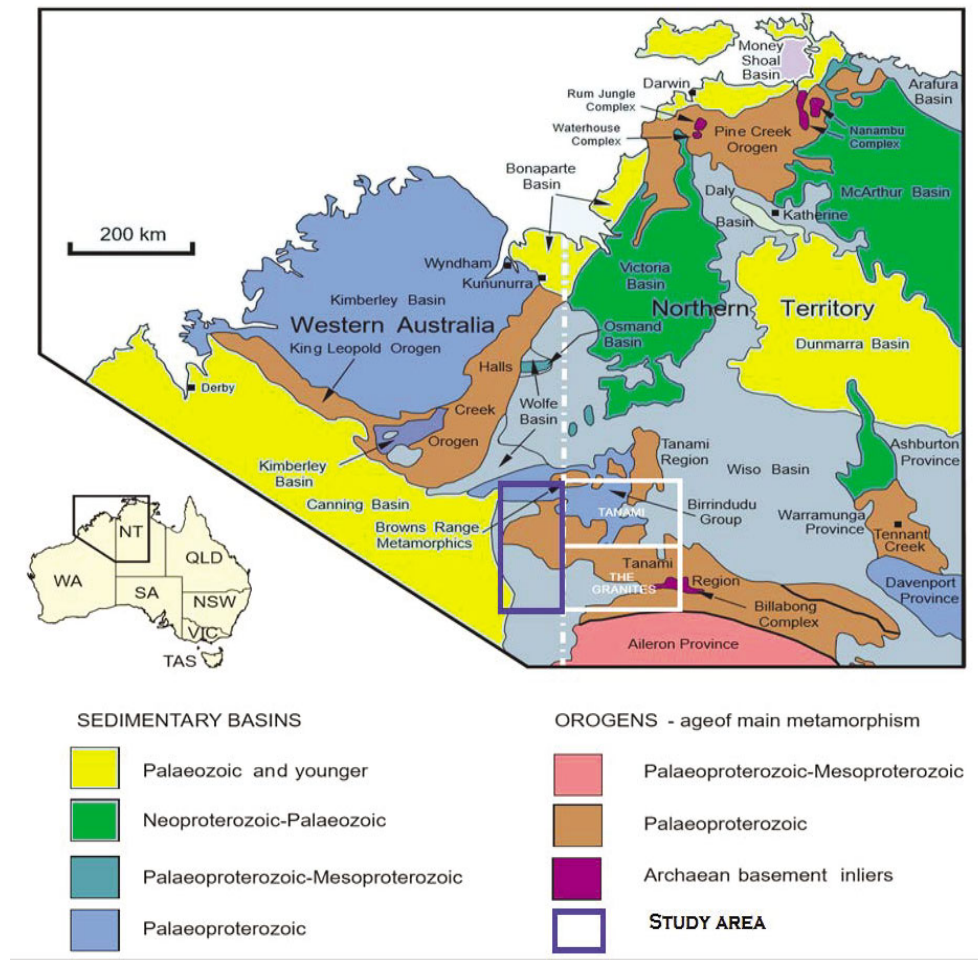 Money
Shoal
Basin
Darwin
Arafura
Basin
Rum Jungle
Complex
Waterhouse
Complex
Pine Creek
Orogen
Nanambu
Complex
Bonaparte
Basin
Daly
Basin
McArthur Basin
Katherine
200 km
Wyndham
Kununurra
Victoria
Basin
Kimberley Basin
Northern Territory
Western Australia
Osmand
Basin
Dunmarra Basin
King Leopold Orogen
Halls
Creek
Orogen
Derby
Wolfe
Basin
Kimberley
Basin
Tanami
Region
Ashburton
Province
Wiso Basin
Canning Basin
Birrindudu
Group
TANAMI
Browns Range
Metamorphics
Warramunga
Province
Tennant
Creek
Tanami
Region
THE
GRANITES
Davenport
Province
Billabong
Complex
Aileron Province
NT
QLD
WA
SA
NSW
VIC
TAS
SEDIMENTARY BASINS
Palaeozoic and younger
Neoproterozoic-Palaeozoic
Palaeoproterozoic-Mesoproterozoic
Palaeoproterozoic
OROGENS - ageof main metamorphism
Palaeoproterozoic-Mesoproterozoic
Palaeoproterozoic
Archaean basement inliers
STUDY AREA